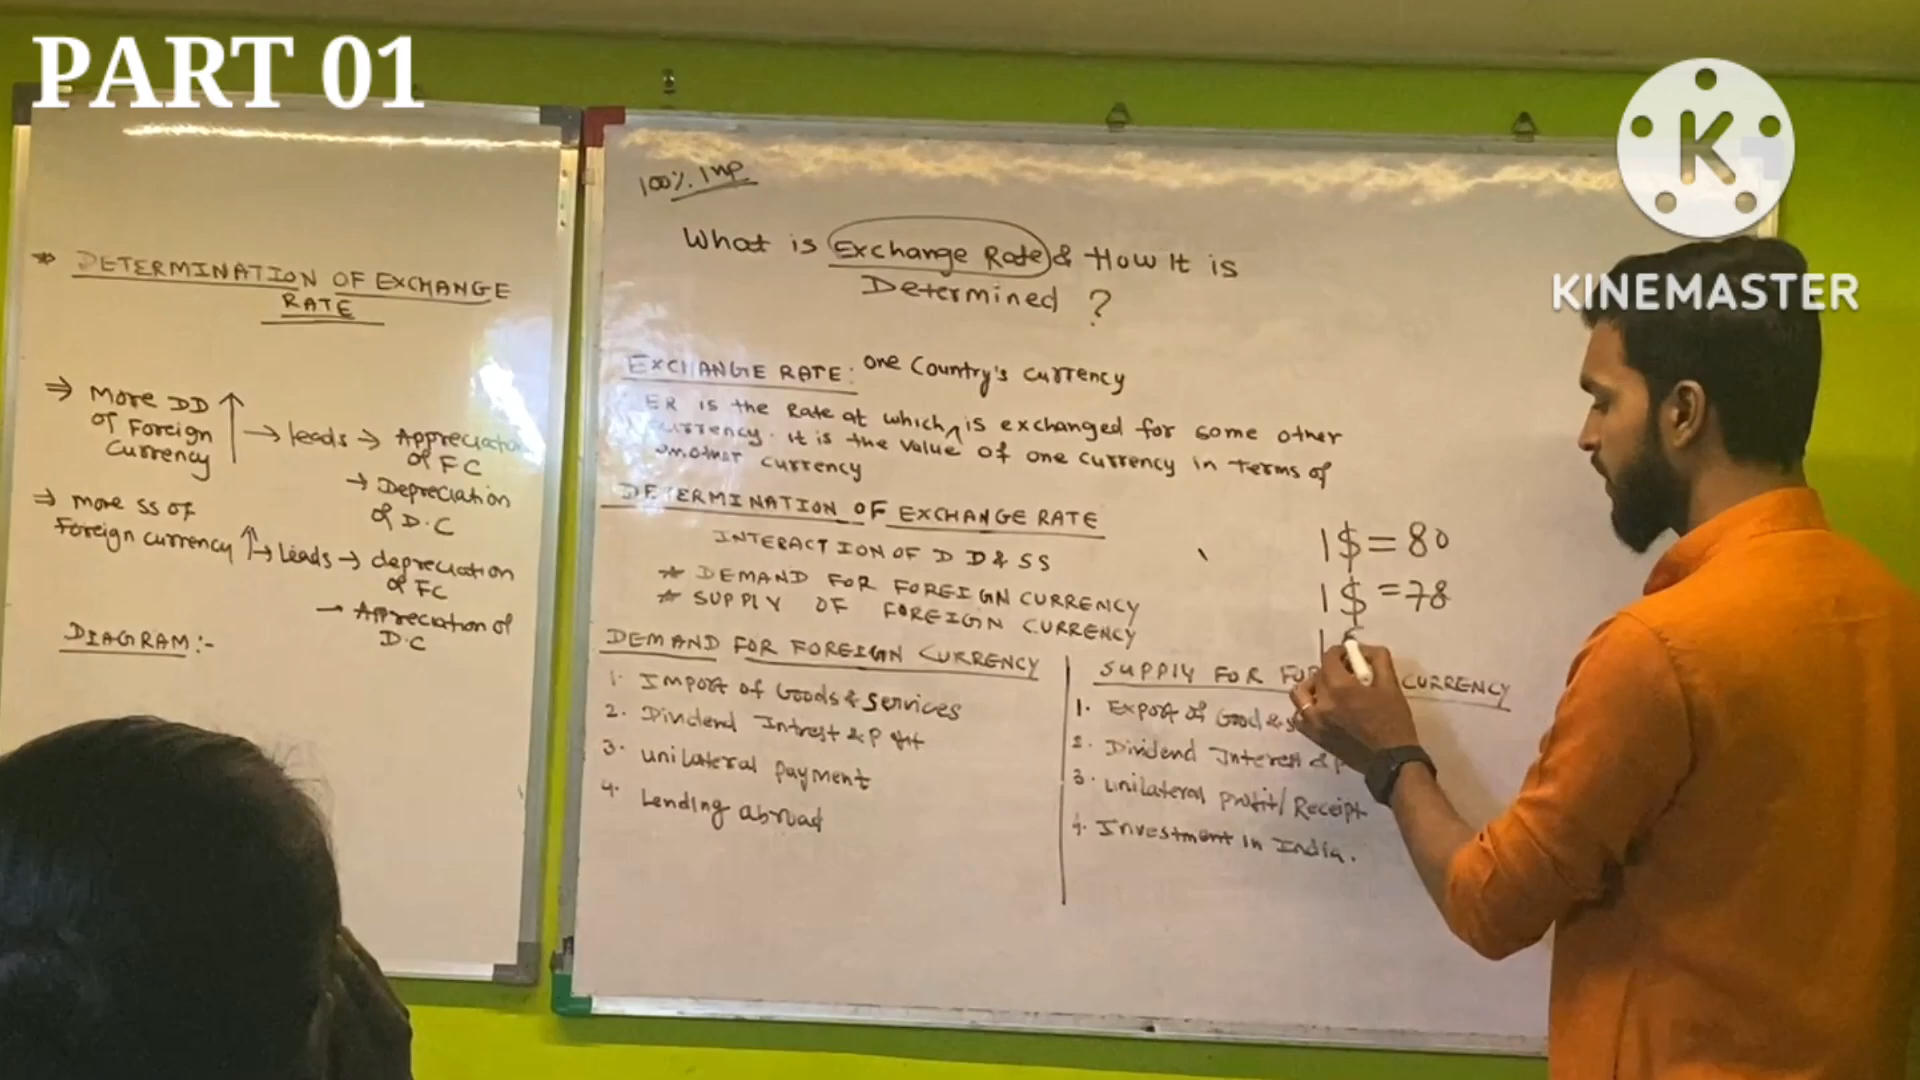 PART 01
KINEMASTER
* DETERMINATION OF EXCHANGE
RATE
⇒ More DD ↑
of Foreign
Currency
→ leads → Appreciation
of FC
→ Depreciation
of D.C
⇒ More SS of
Foreign currency ↑ → leads → depreciation
of FC
→ Appreciation of
D.C
DIAGRAM:-
100% Imp
What is Exchange Rate & How It is
Determined ?
EXCHANGE RATE: one Country's currency
ER is the Rate at which ^ is exchanged for some other
currency. It is the value of one currency in terms of
another currency
DETERMINATION OF EXCHANGE RATE
INTERACTION OF D D & SS
* DEMAND FOR FOREIGN CURRENCY
* SUPPLY OF FOREIGN CURRENCY
DEMAND FOR FOREIGN CURRENCY
1. Import of Goods & Services
2. Dividend Intrest & P fit
3. Unilateral Payment
4. Lending abroad
1$ = 80
1$ = 78
1
SUPPLY FOR FOR CURRENCY
1. Export of Good & S
2. Dividend Interest & P
3. Unilateral Profit/Receipt
4. Investment in India.